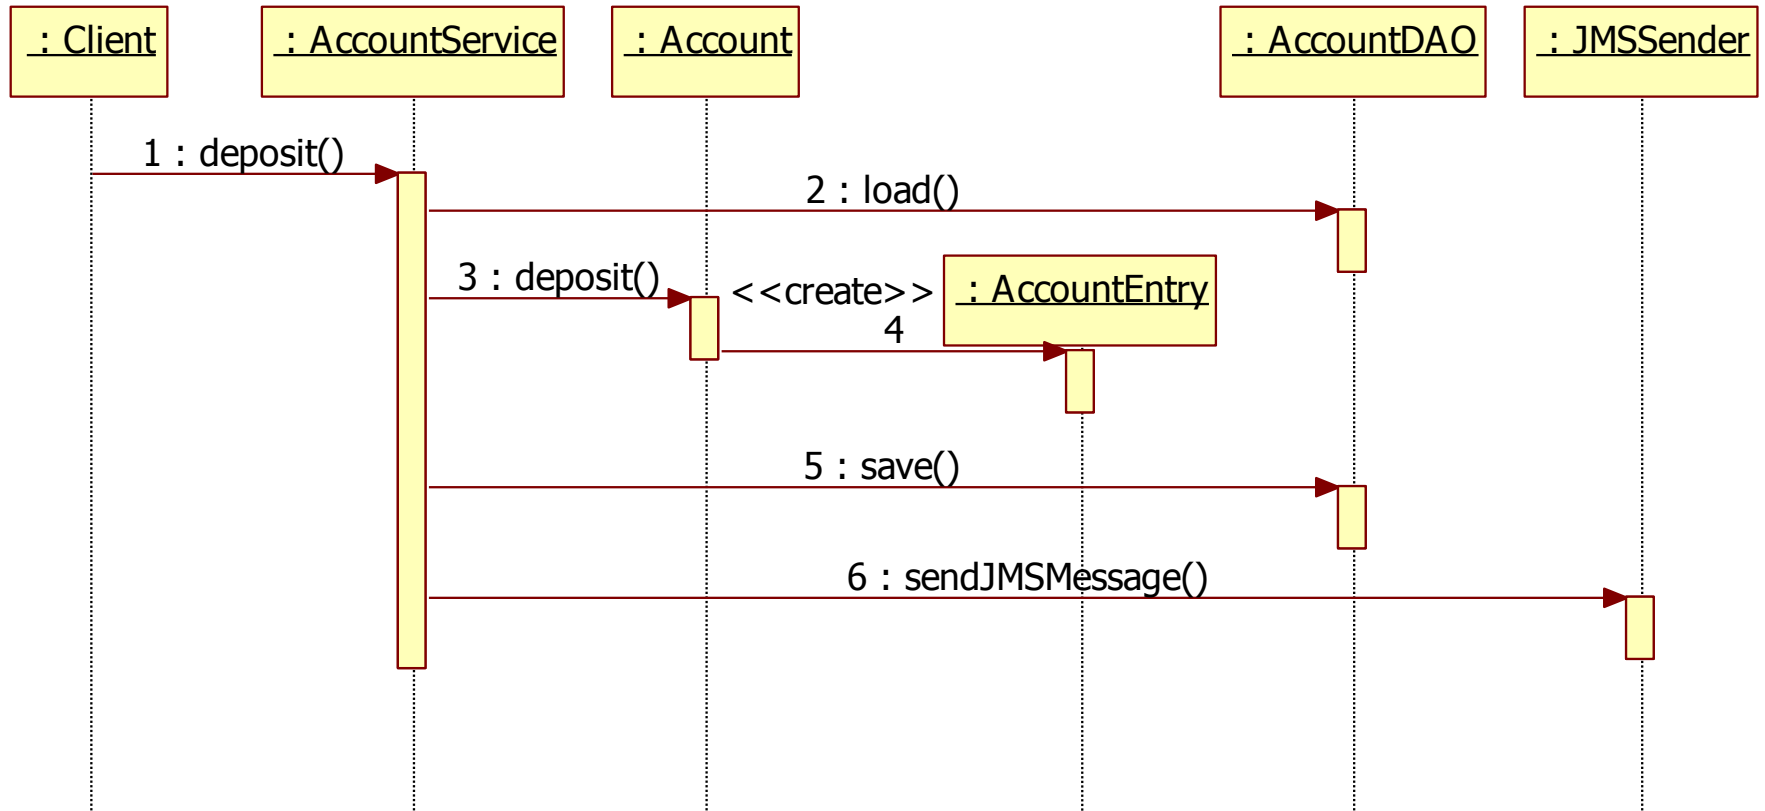 : Client
: AccountService
: Account
: AccountDAO
: JMSSender
1 : deposit()
2 : load()
3 : deposit()
<<create>>
4
: AccountEntry
5 : save()
6 : sendJMSMessage()